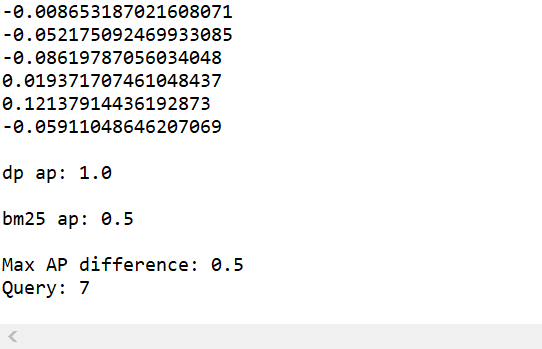 -0.008653187021608071
-0.052175092469933085
-0.08619787056034048
0.019371707461048437
0.12137914436192873
-0.05911048646207069
dp ap: 1.0
bm25 ap: 0.5
Max AP difference: 0.5
Query: 7